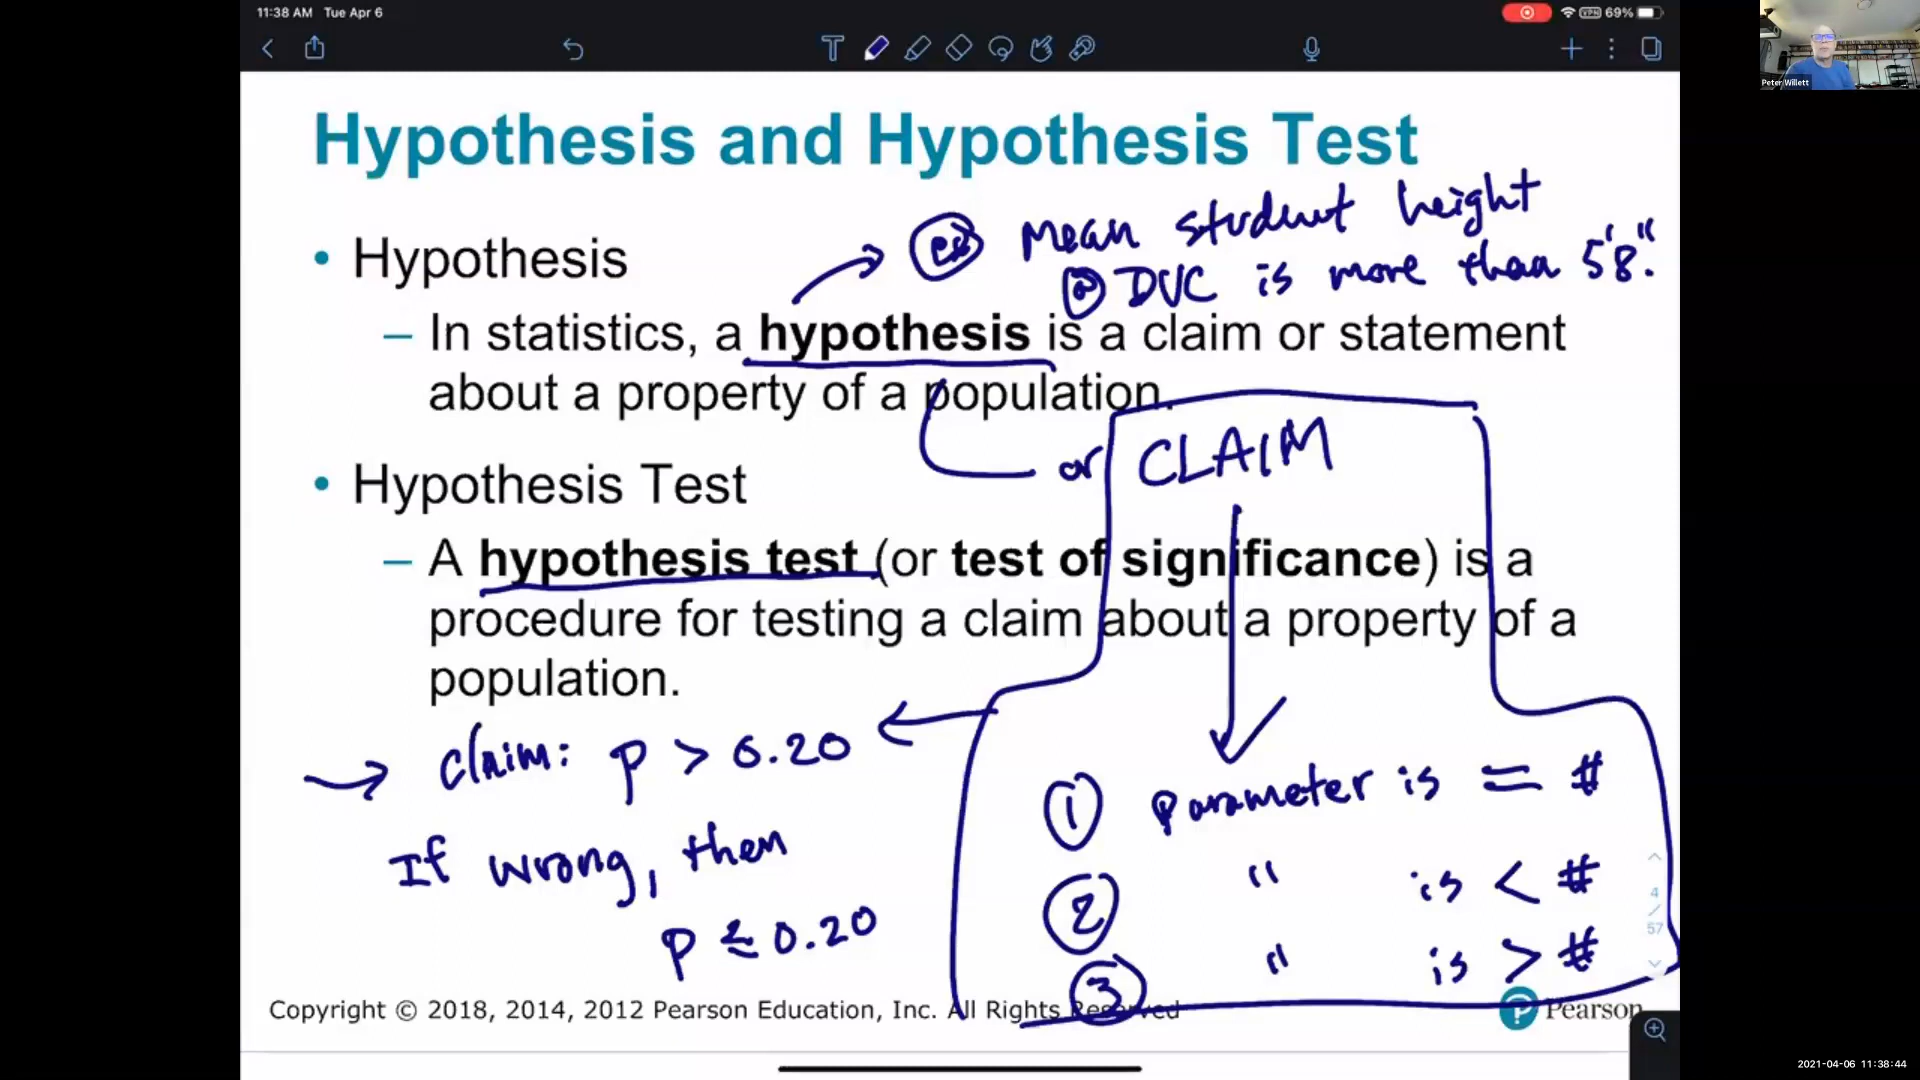 11:38 AM Tue Apr 6
VPN 69%
Peter Willett
Hypothesis and Hypothesis Test
ex Mean student height
@ DVC is more than 5'8".
• Hypothesis
– In statistics, a hypothesis is a claim or statement
about a property of a population.
or CLAIM
• Hypothesis Test
– A hypothesis test (or test of significance) is a
procedure for testing a claim about a property of a
population.
→ claim: p > 0.20
If wrong, then
p ≤ 0.20
① Parameter is = #
② " is < #
③ " is > #
4
/
57
Copyright © 2018, 2014, 2012 Pearson Education, Inc. All Rights Reserved
P Pearson
2021-04-06 11:38:44